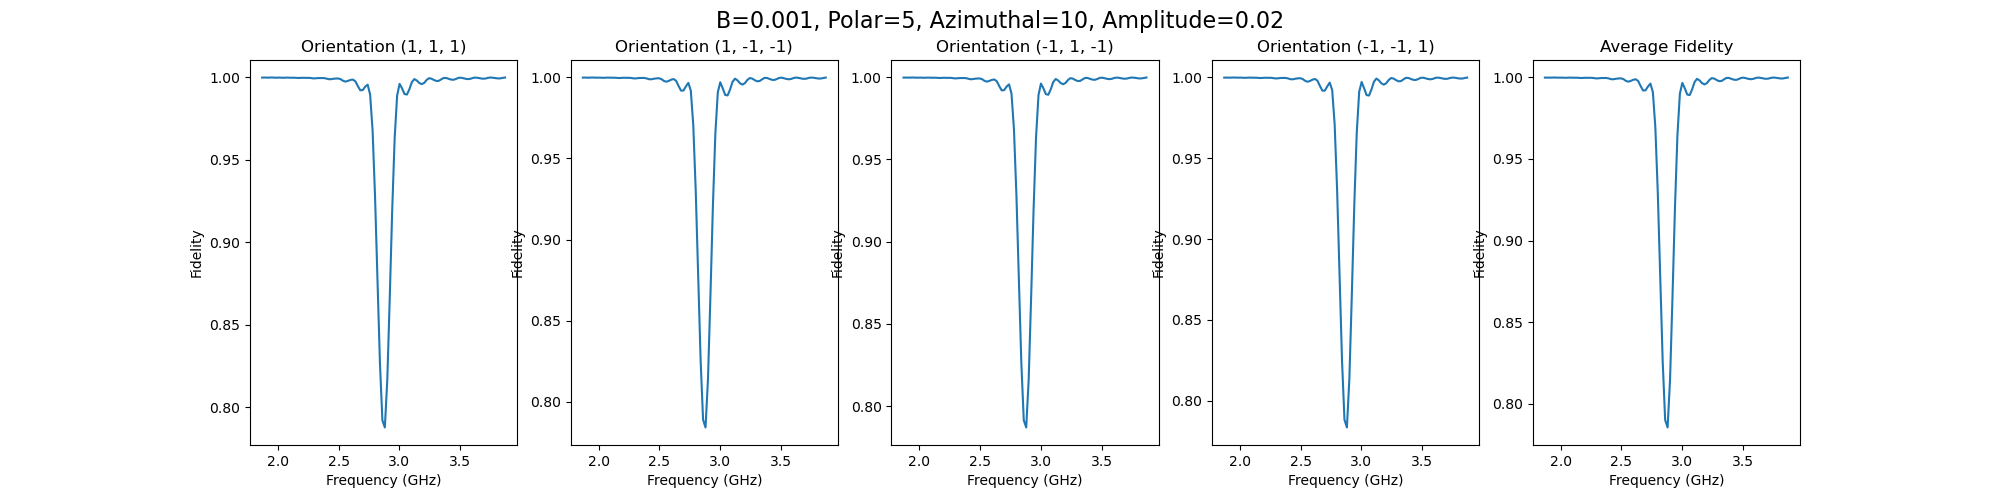 B=0.001, Polar=5, Azimuthal=10, Amplitude=0.02
Orientation (1, 1, 1)
1.00
0.95
0.90
0.85
0.80
Fidelity
2.0 2.5 3.0 3.5
Frequency (GHz)
Orientation (1, -1, -1)
1.00
0.95
0.90
0.85
0.80
Fidelity
2.0 2.5 3.0 3.5
Frequency (GHz)
Orientation (-1, 1, -1)
1.00
0.95
0.90
0.85
0.80
Fidelity
2.0 2.5 3.0 3.5
Frequency (GHz)
Orientation (-1, -1, 1)
1.00
0.95
0.90
0.85
0.80
Fidelity
2.0 2.5 3.0 3.5
Frequency (GHz)
Average Fidelity
1.00
0.95
0.90
0.85
0.80
Fidelity
2.0 2.5 3.0 3.5
Frequency (GHz)